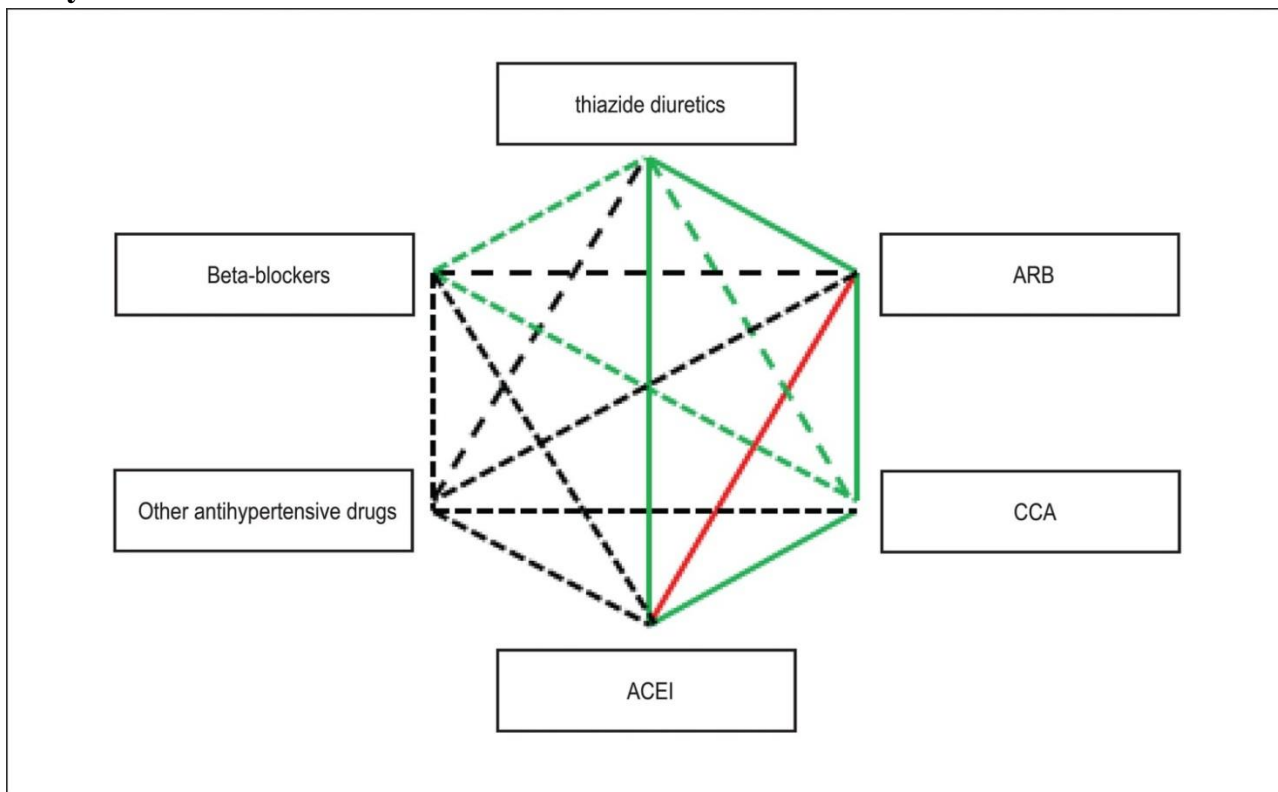 thiazide diuretics
Beta-blockers
ARB
Other antihypertensive drugs
CCA
ACEI